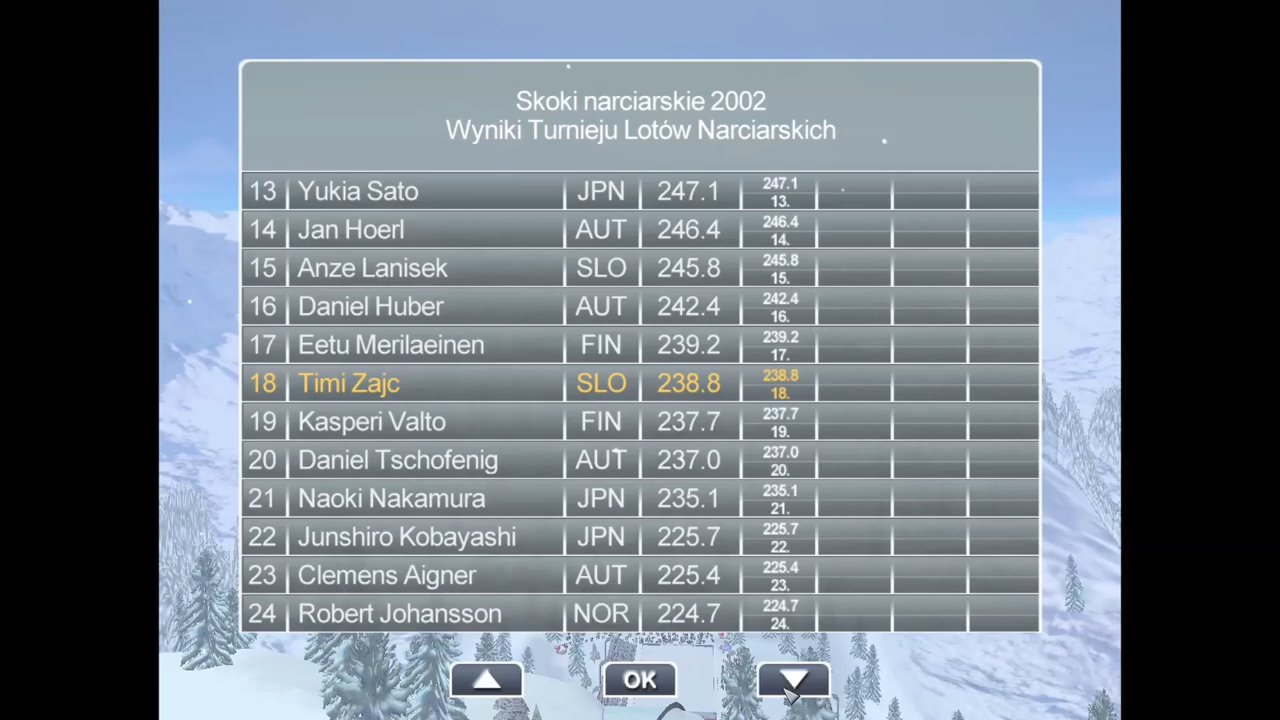 Skoki narciarskie 2002
Wyniki Turnieju Lotów Narciarskich
13 Yukia Sato JPN 247.1 247.1 13.
14 Jan Hoerl AUT 246.4 246.4 14.
15 Anze Lanisek SLO 245.8 245.8 15.
16 Daniel Huber AUT 242.4 242.4 16.
17 Eetu Merilaeinen FIN 239.2 239.2 17.
18 Timi Zajc SLO 238.8 238.8 18.
19 Kasperi Valto FIN 237.7 237.7 19.
20 Daniel Tschofenig AUT 237.0 237.0 20.
21 Naoki Nakamura JPN 235.1 235.1 21.
22 Junshiro Kobayashi JPN 225.7 225.7 22.
23 Clemens Aigner AUT 225.4 225.4 23.
24 Robert Johansson NOR 224.7 224.7 24.
OK